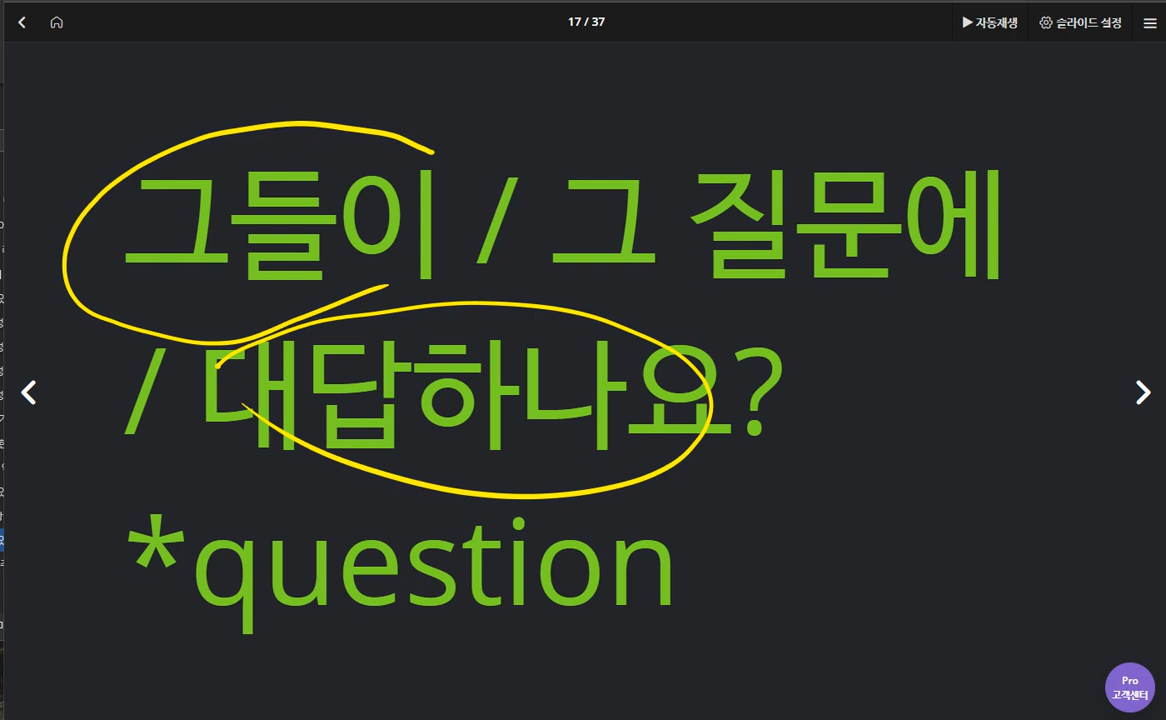 17 / 37
자동재생
슬라이드 설정
그들이 / 그 질문에
/ 대답하나요?
*question
Pro
고객센터